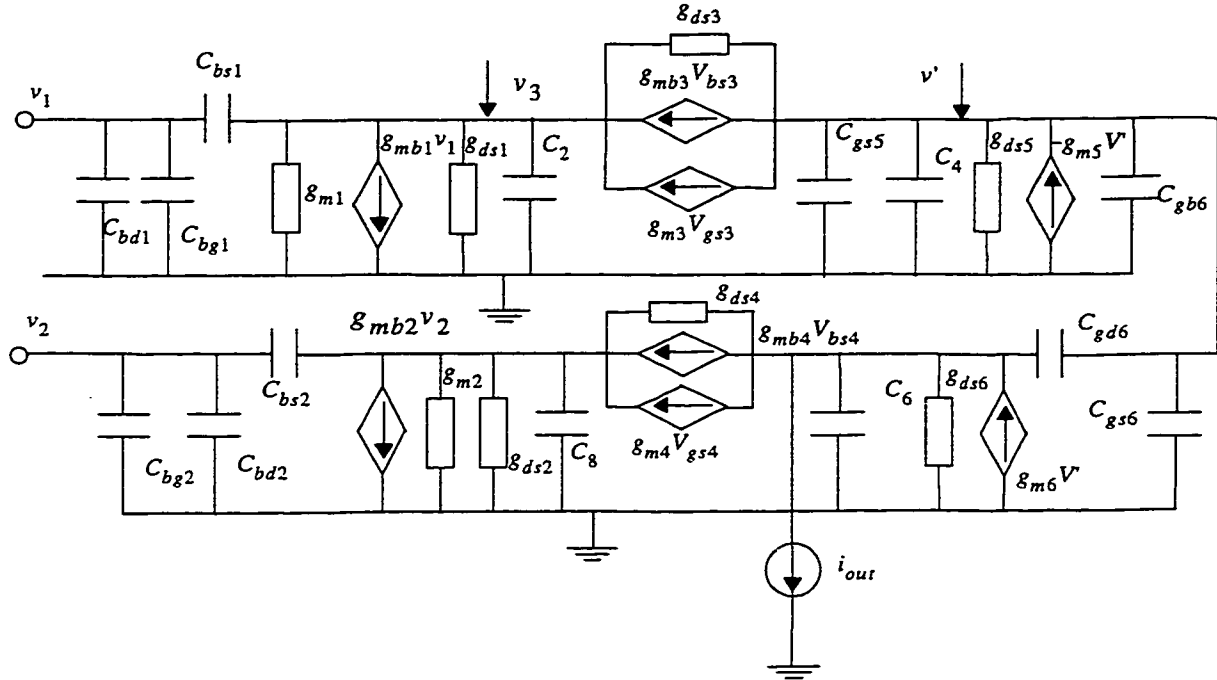 g_ds3
C_bs1
g_mb3 V_bs3
v_1
v_3
v'
g_mb1 v_1
g_ds1
C_2
C_gs5
C_4
g_ds5
g_m5 V'
g_m1
C_bd1
C_bg1
g_m3 V_gs3
C_gb6
g_ds4
v_2
g_mb2 v_2
g_mb4 V_bs4
C_gd6
C_bs2
g_m2
C_6
g_ds6
C_gs6
C_bg2
C_bd2
g_ds2
C_8
g_m4 V_gs4
g_m6 V'
i_out